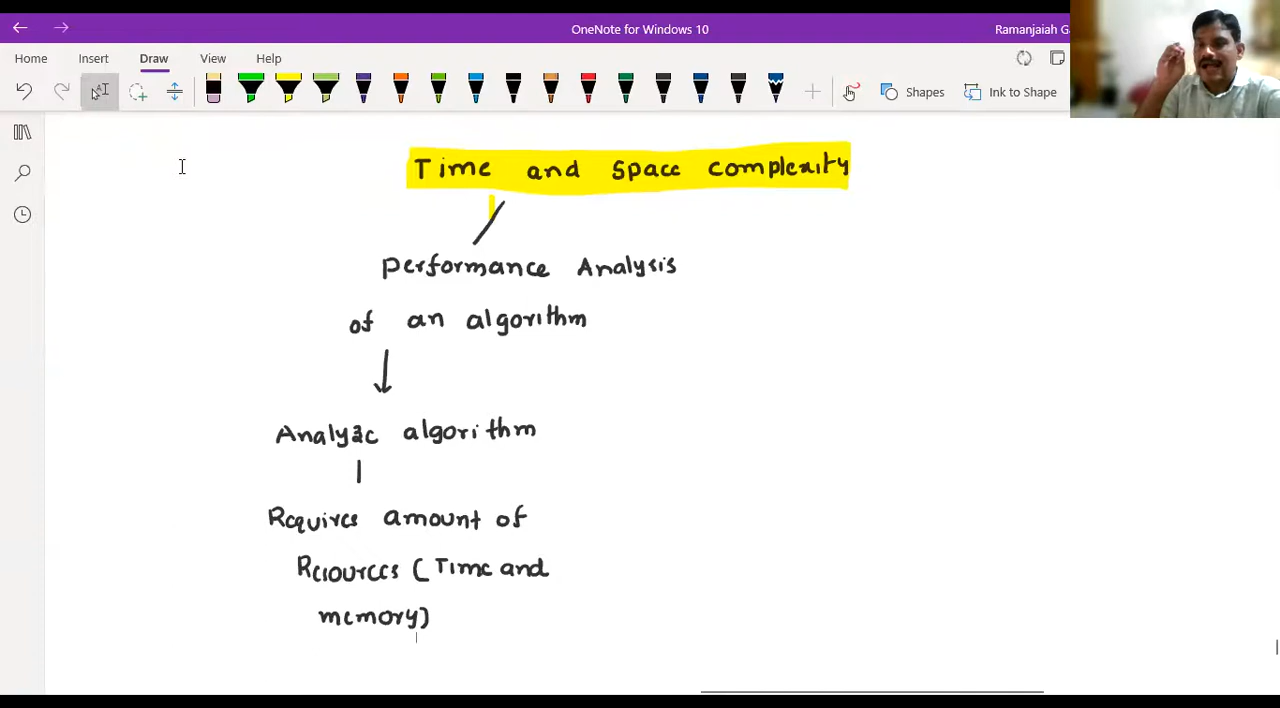 OneNote for Windows 10
Ramanjaiah G
Home Insert Draw View Help
Shapes Ink to Shape
Time and Space complexity
Performance Analysis
of an algorithm
Analyze algorithm
Requires amount of
Resources (Time and
memory)